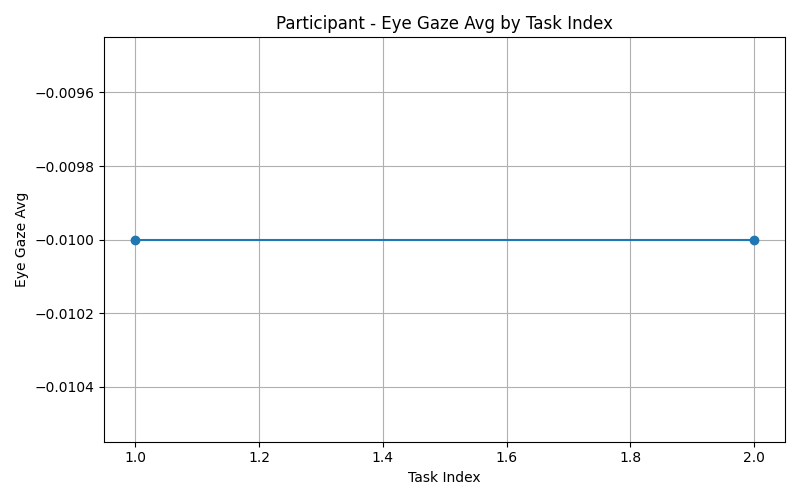 Participant - Eye Gaze Avg by Task Index
Eye Gaze Avg
−0.0096
−0.0098
−0.0100
−0.0102
−0.0104
1.0 1.2 1.4 1.6 1.8 2.0
Task Index